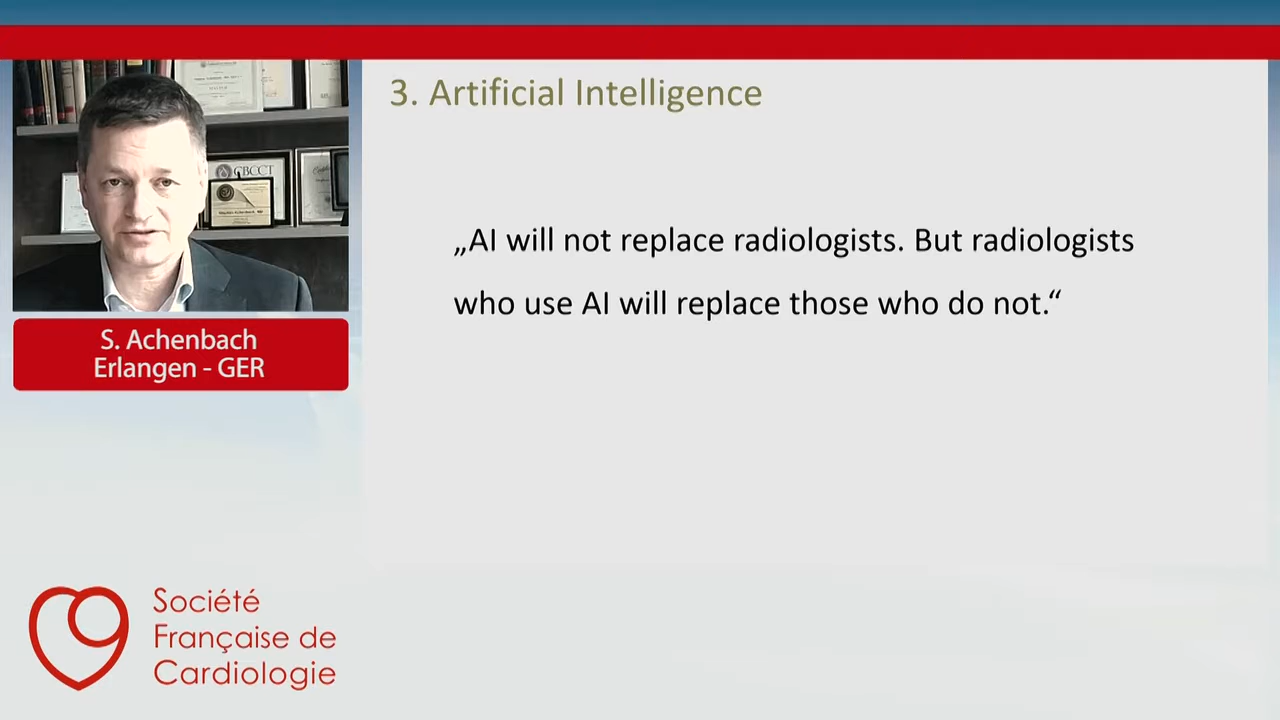 3. Artificial Intelligence
„AI will not replace radiologists. But radiologists
who use AI will replace those who do not.“
CBCCT
S. Achenbach
Erlangen - GER
Société
Française de
Cardiologie